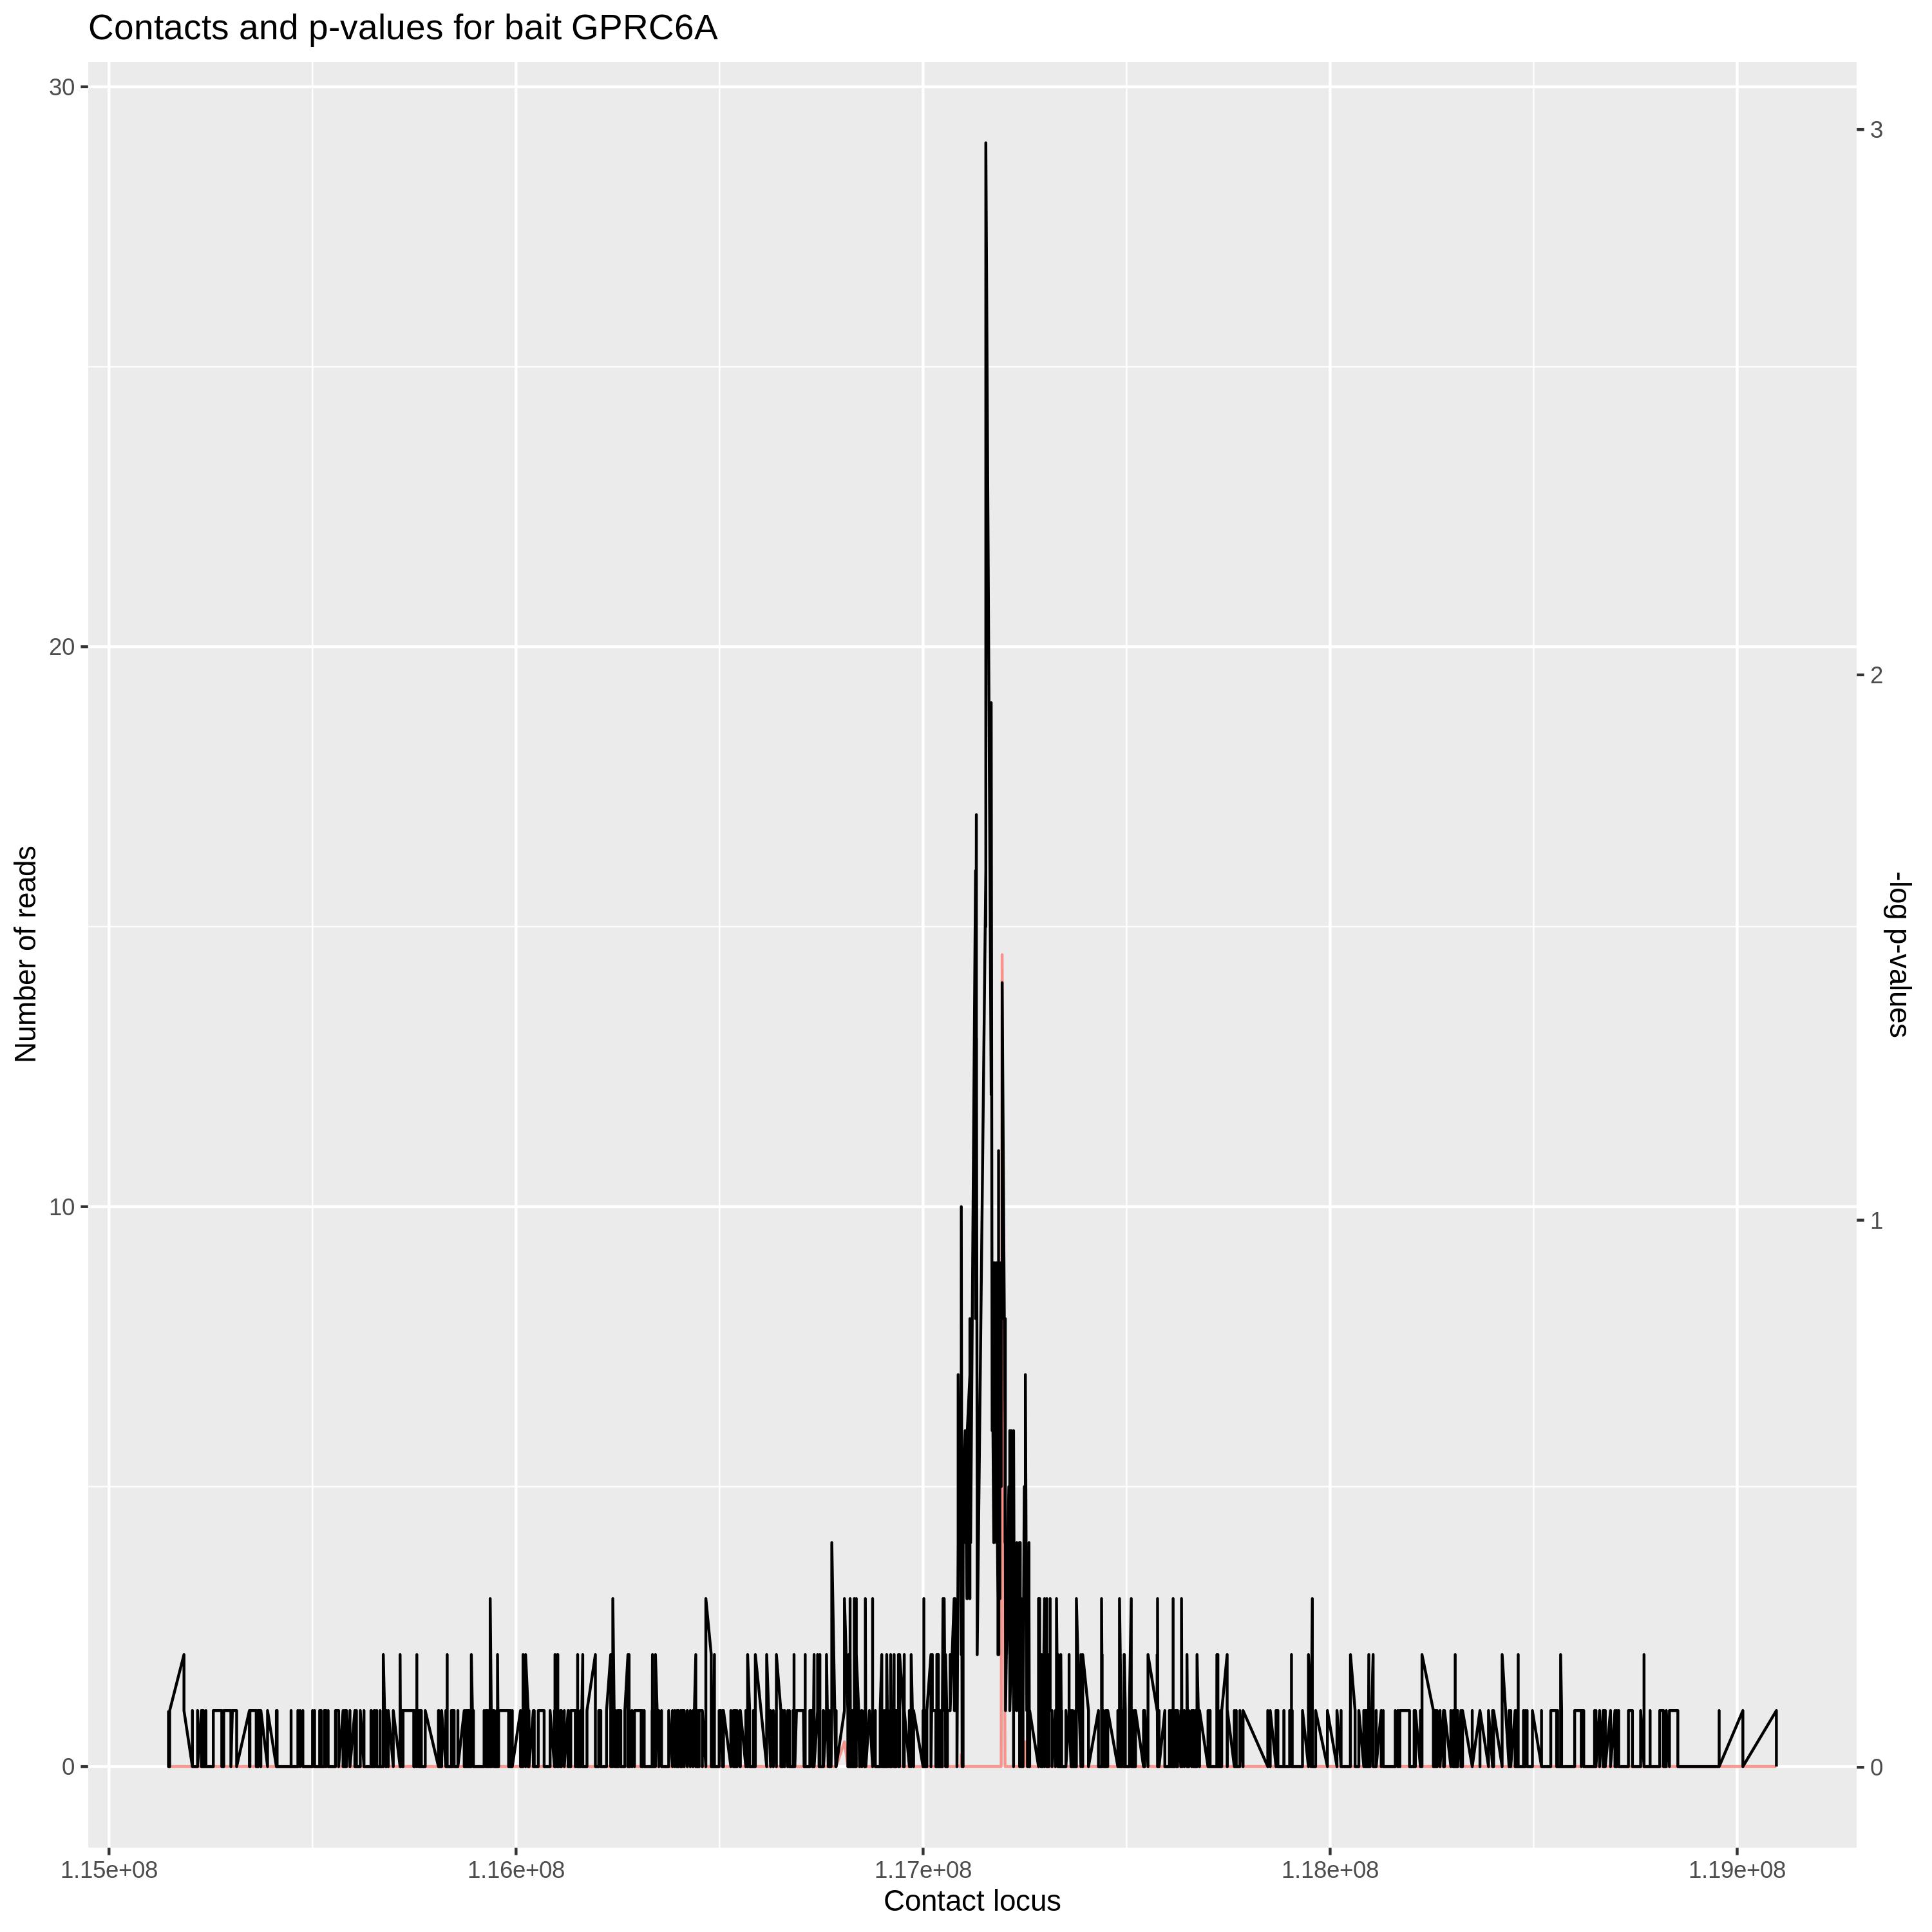 Contacts and p-values for bait GPRC6A
30
20
10
0
Number of reads
3
2
1
0
-log p-values
1.15e+08 1.16e+08 1.17e+08 1.18e+08 1.19e+08
Contact locus